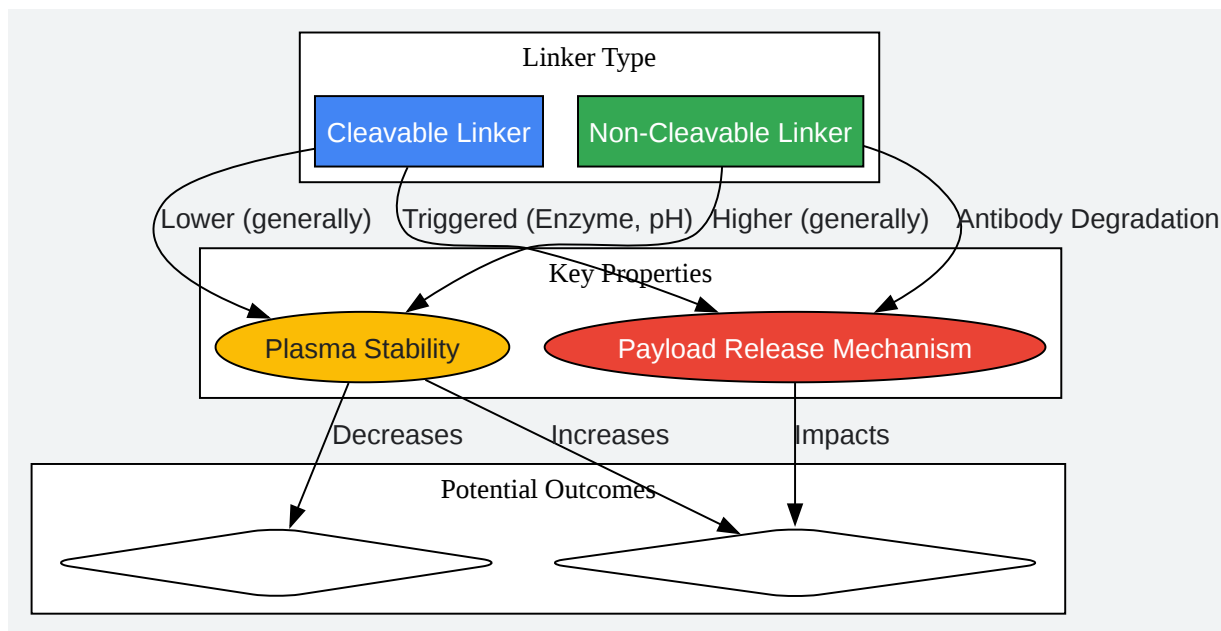 Linker Type
Cleavable Linker
Non-Cleavable Linker
Lower (generally)
Triggered (Enzyme, pH)
Higher (generally)
Antibody Degradation
Key Properties
Plasma Stability
Payload Release Mechanism
Decreases
Increases
Impacts
Potential Outcomes